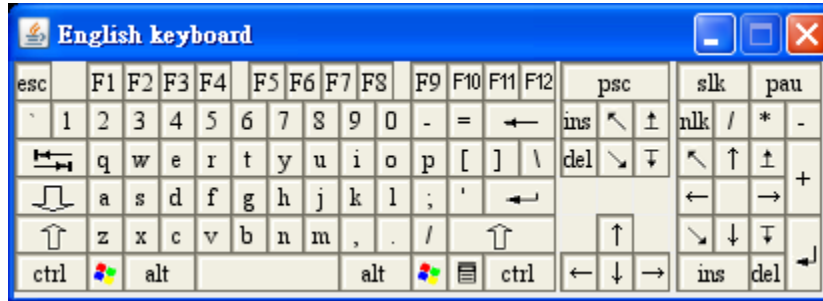 English keyboard
esc F1 F2 F3 F4 F5 F6 F7 F8 F9 F10 F11 F12 psc slk pau
` 1 2 3 4 5 6 7 8 9 0 - = ← ins ↖ ↥ nlk / * -
q w e r t y u i o p [ ] \ del ↘ ↧ ↖ ↑ ↥ +
a s d f g h j k l ; ' ← →
z x c v b n m , . / ⇧ ↑ ↘ ↓ ↧
ctrl alt alt ctrl ← ↓ → ins del